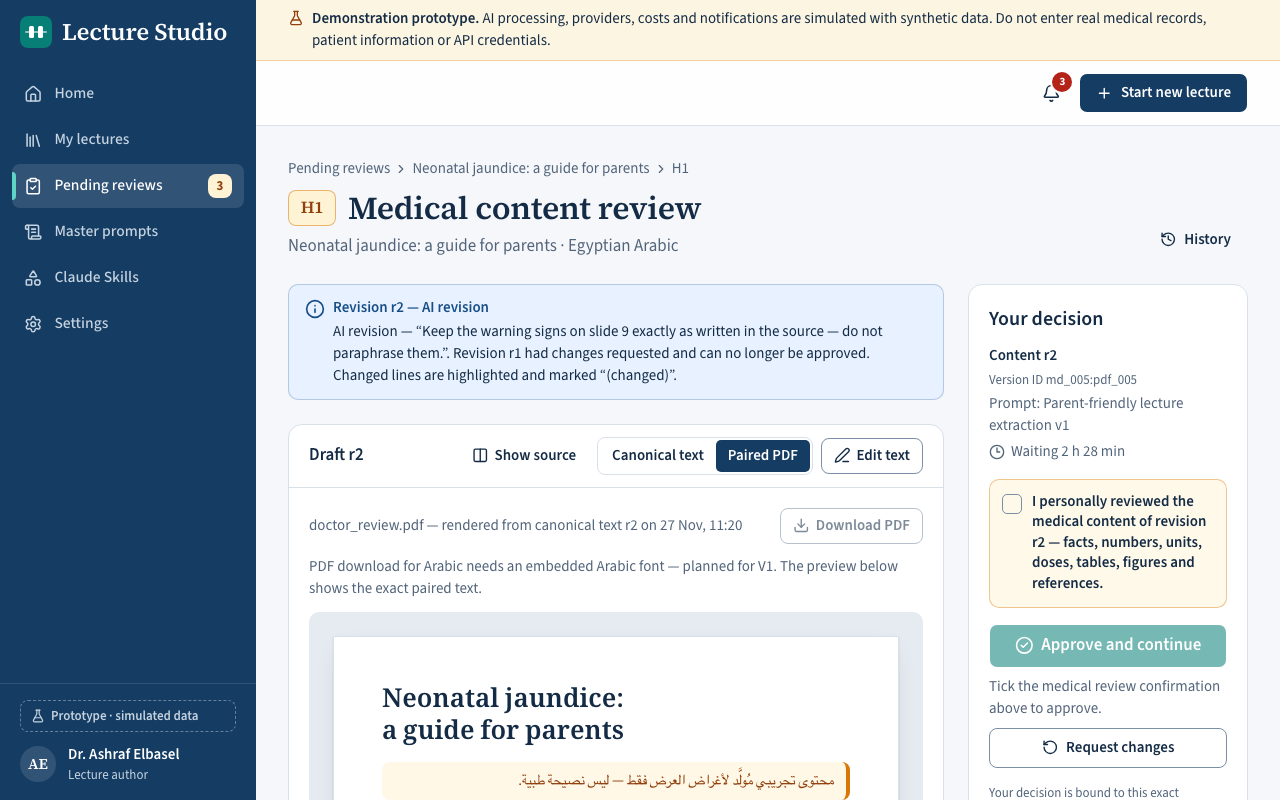 Lecture Studio
Home
My lectures
Pending reviews
3
Master prompts
Claude Skills
Settings
Prototype · simulated data
AE
Dr. Ashraf Elbasel
Lecture author
Demonstration prototype. AI processing, providers, costs and notifications are simulated with synthetic data. Do not enter real medical records,
patient information or API credentials.
3
Start new lecture
Pending reviews > Neonatal jaundice: a guide for parents > H1
H1
Medical content review
Neonatal jaundice: a guide for parents · Egyptian Arabic
History
Revision r2 — AI revision
AI revision — “Keep the warning signs on slide 9 exactly as written in the source — do not
paraphrase them.”. Revision r1 had changes requested and can no longer be approved.
Changed lines are highlighted and marked “(changed)”.
Draft r2
Show source
Canonical text
Paired PDF
Edit text
doctor_review.pdf — rendered from canonical text r2 on 27 Nov, 11:20
Download PDF
PDF download for Arabic needs an embedded Arabic font — planned for V1. The preview below
shows the exact paired text.
Neonatal jaundice:
a guide for parents
محتوى تجريبي مُولَّد لأغراض العرض فقط — ليس نصيحة طبية.
Your decision
Content r2
Version ID md_005:pdf_005
Prompt: Parent-friendly lecture
extraction v1
Waiting 2 h 28 min
I personally reviewed the
medical content of revision
r2 — facts, numbers, units,
doses, tables, figures and
references.
Approve and continue
Tick the medical review confirmation
above to approve.
Request changes
Your decision is bound to this exact